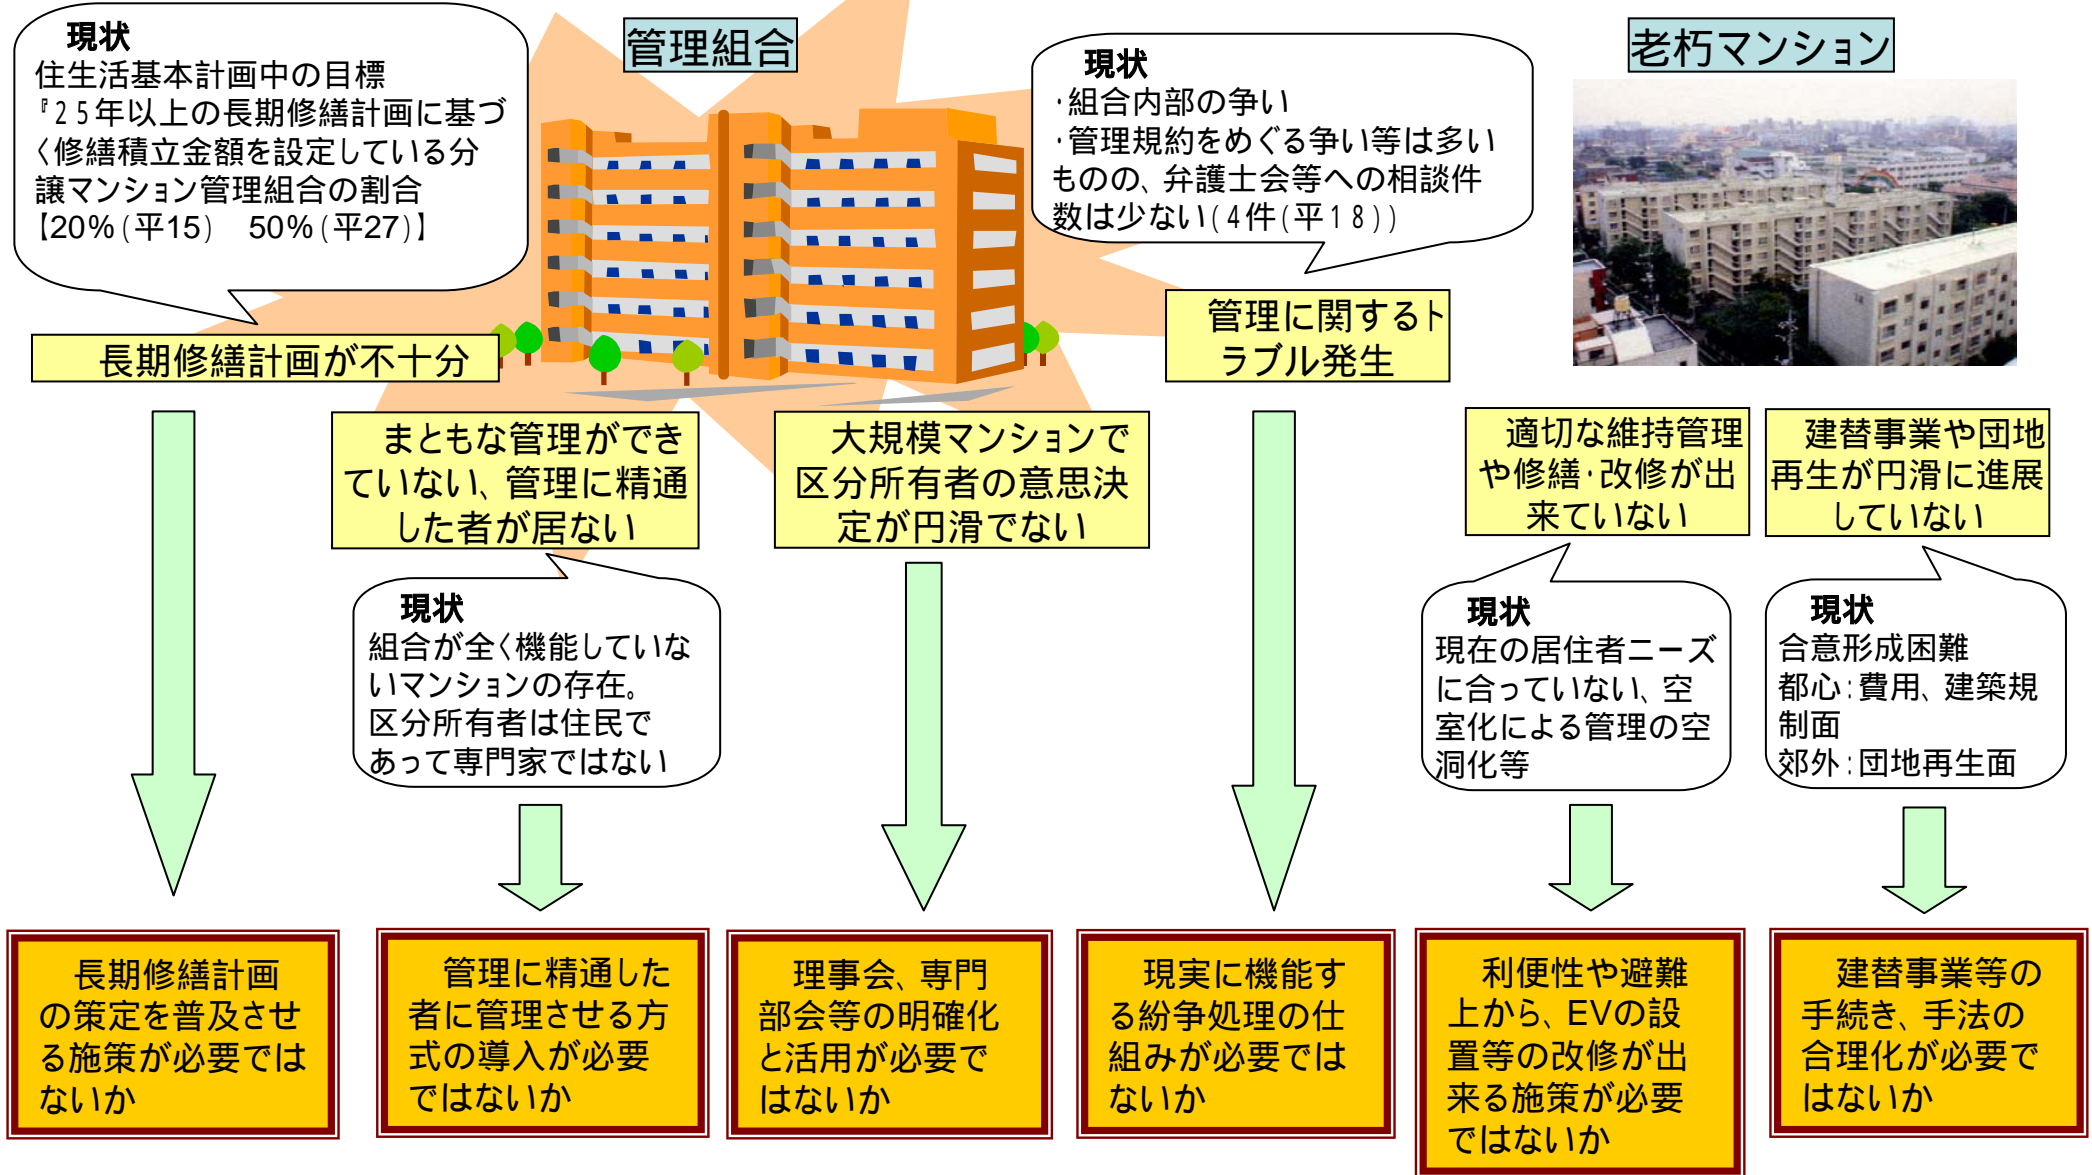 現状
住生活基本計画中の目標
『25年以上の長期修繕計画に基づ
く修繕積立金額を設定している分
譲マンション管理組合の割合
【20%(平15)　50%(平27)】
管理組合
現状
・組合内部の争い
・管理規約をめぐる争い等は多い
ものの、弁護士会等への相談件
数は少ない(4件(平18))
老朽マンション
長期修繕計画が不十分
管理に関するト
ラブル発生
まともな管理ができ
ていない、管理に精通
した者が居ない
大規模マンションで
区分所有者の意思決
定が円滑でない
適切な維持管理
や修繕・改修が出
来ていない
建替事業や団地
再生が円滑に進展
していない
現状
組合が全く機能していな
いマンションの存在。
区分所有者は住民で
あって専門家ではない
現状
現在の居住者ニーズ
に合っていない、空
室化による管理の空
洞化等
現状
合意形成困難
都心:費用、建築規
制面
郊外:団地再生面
長期修繕計画
の策定を普及させ
る施策が必要では
ないか
管理に精通した
者に管理させる方
式の導入が必要
ではないか
理事会、専門
部会等の明確化
と活用が必要で
はないか
現実に機能す
る紛争処理の仕
組みが必要では
ないか
利便性や避難
上から、EVの設
置等の改修が出
来る施策が必要
ではないか
建替事業等の
手続き、手法の
合理化が必要で
はないか